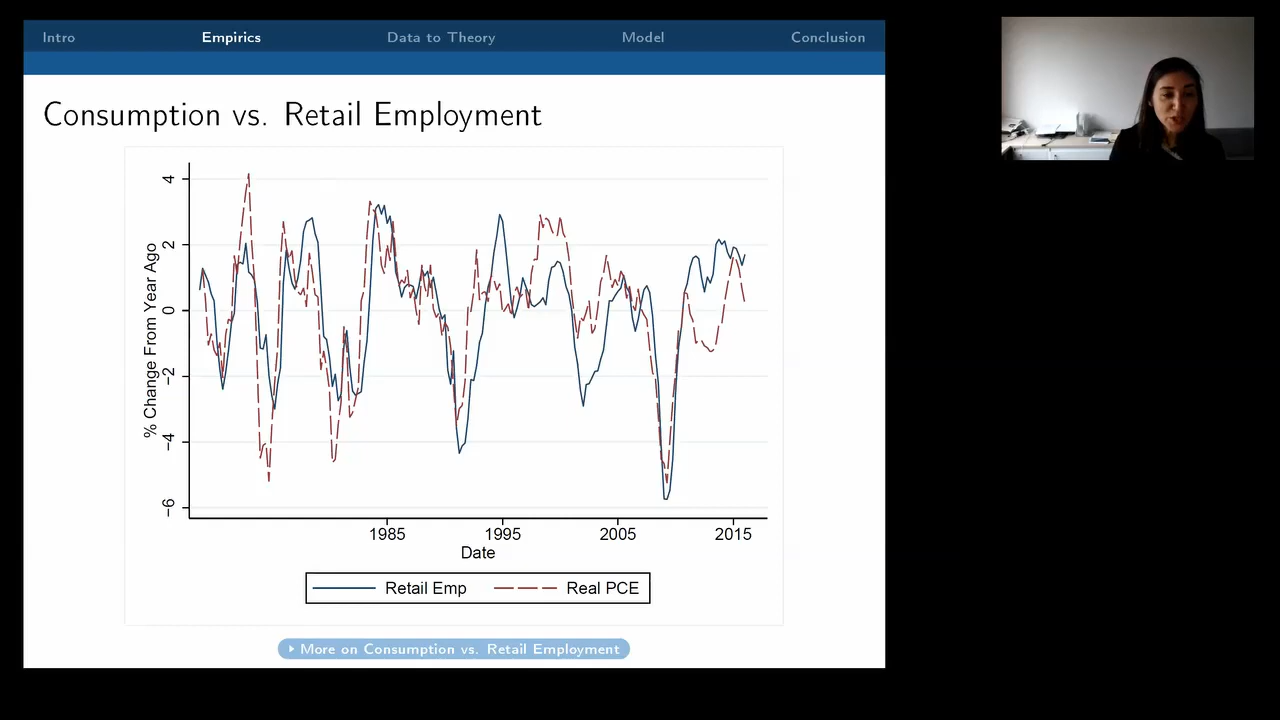 Intro Empirics Data to Theory Model Conclusion
Consumption vs. Retail Employment
% Change From Year Ago
4
2
0
−2
−4
−6
1985 1995 2005 2015
Date
Retail Emp Real PCE
More on Consumption vs. Retail Employment